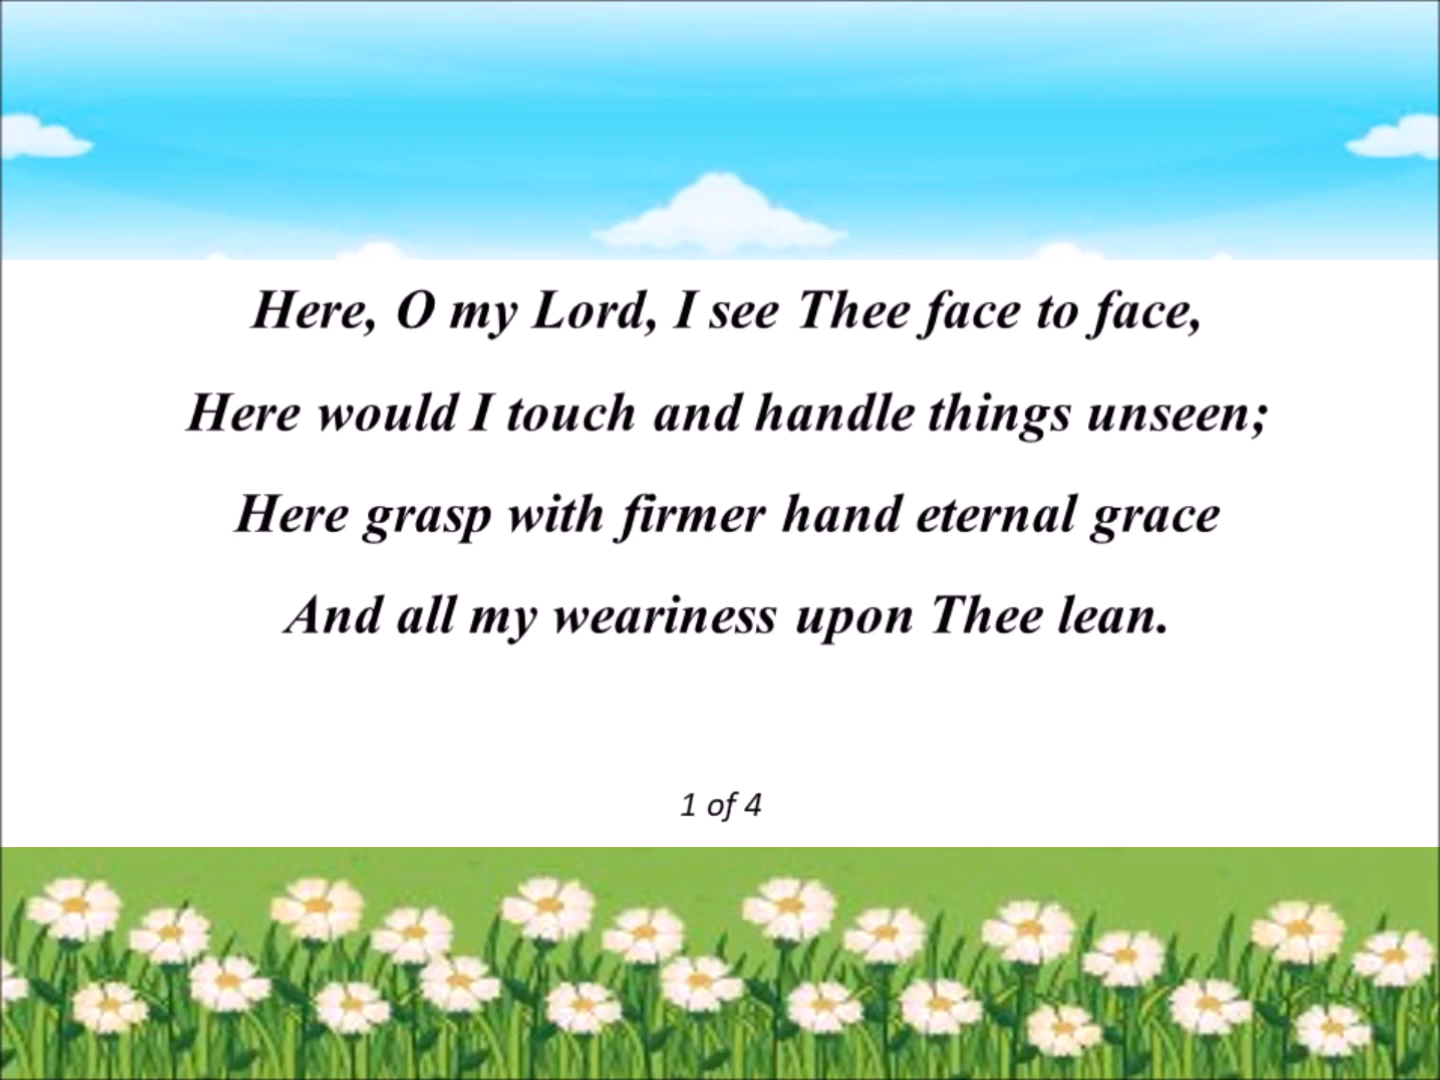 Here, O my Lord, I see Thee face to face,
Here would I touch and handle things unseen;
Here grasp with firmer hand eternal grace
And all my weariness upon Thee lean.
1 of 4